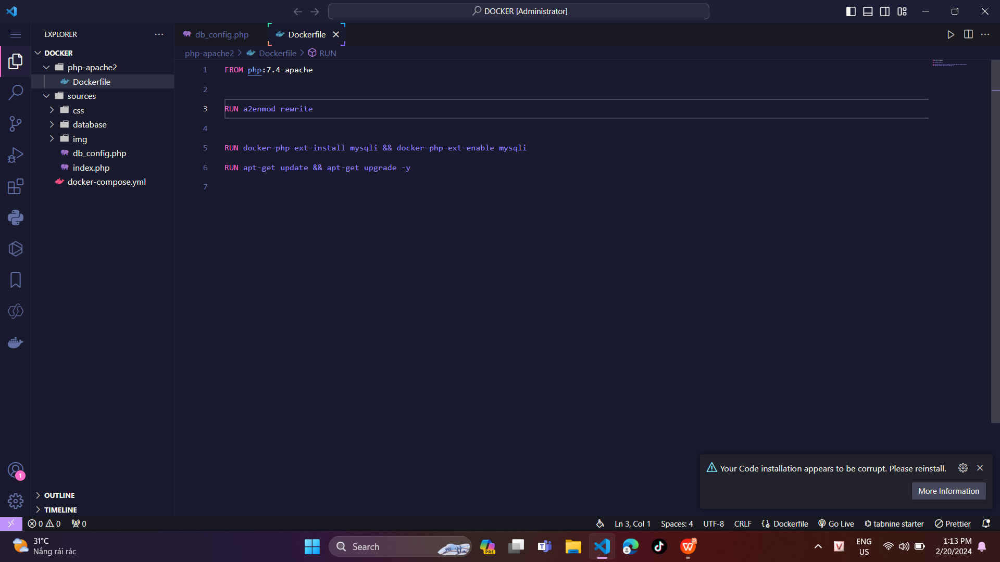 DOCKER [Administrator]
EXPLORER
DOCKER
php-apache2
Dockerfile
sources
css
database
img
db_config.php
index.php
docker-compose.yml
OUTLINE
TIMELINE
db_config.php
Dockerfile
php-apache2 > Dockerfile > RUN
1 FROM php:7.4-apache
2
3 RUN a2enmod rewrite
4
5 RUN docker-php-ext-install mysqli && docker-php-ext-enable mysqli
6 RUN apt-get update && apt-get upgrade -y
7
Your Code installation appears to be corrupt. Please reinstall.
More Information
1
0 0 0 Ln 3, Col 1 Spaces: 4 UTF-8 CRLF Dockerfile Go Live tabnine starter Prettier
31°C
Nắng rải rác
Search
PRE
ENG
US
1:13 PM
2/20/2024